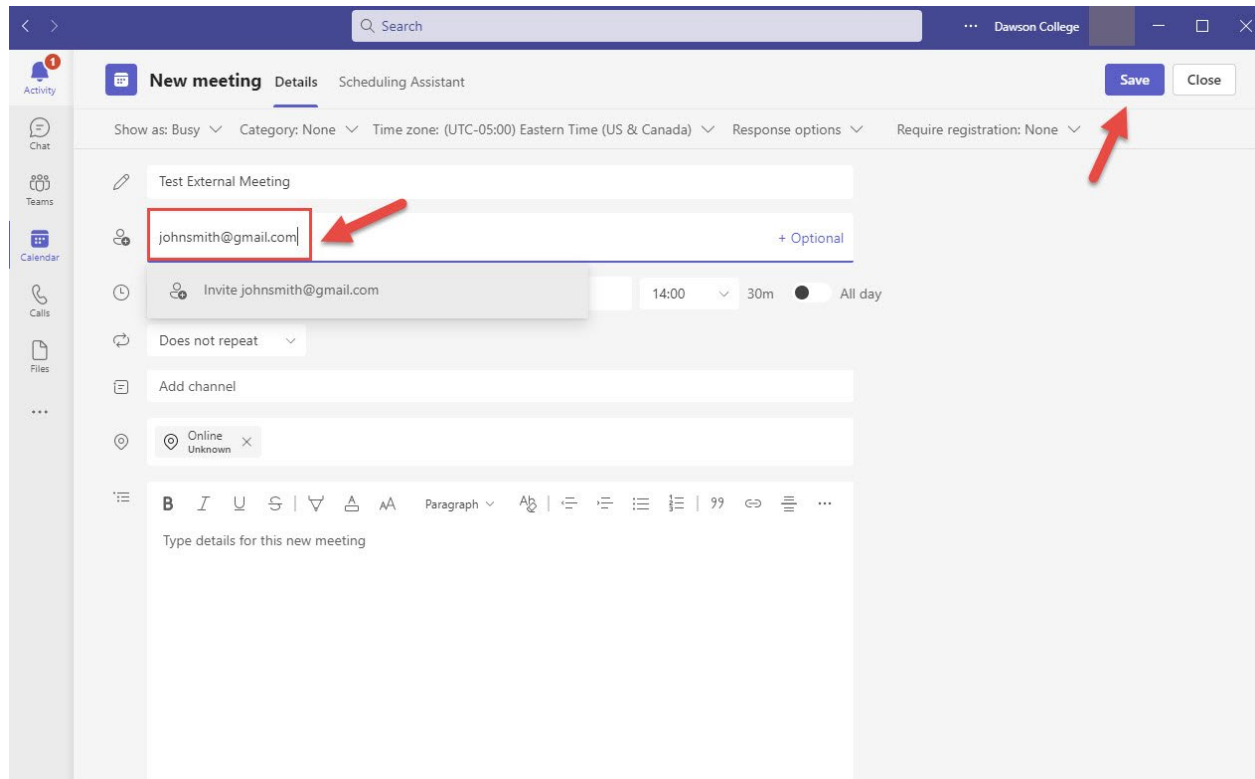 Search
Dawson College
1
Activity
Chat
Teams
Calendar
Calls
Files
New meeting Details Scheduling Assistant
Save Close
Show as: Busy Category: None Time zone: (UTC-05:00) Eastern Time (US & Canada) Response options Require registration: None
Test External Meeting
johnsmith@gmail.com + Optional
Invite johnsmith@gmail.com
14:00 30m All day
Does not repeat
Add channel
Online
Unknown
B I U S A AA Paragraph
Type details for this new meeting